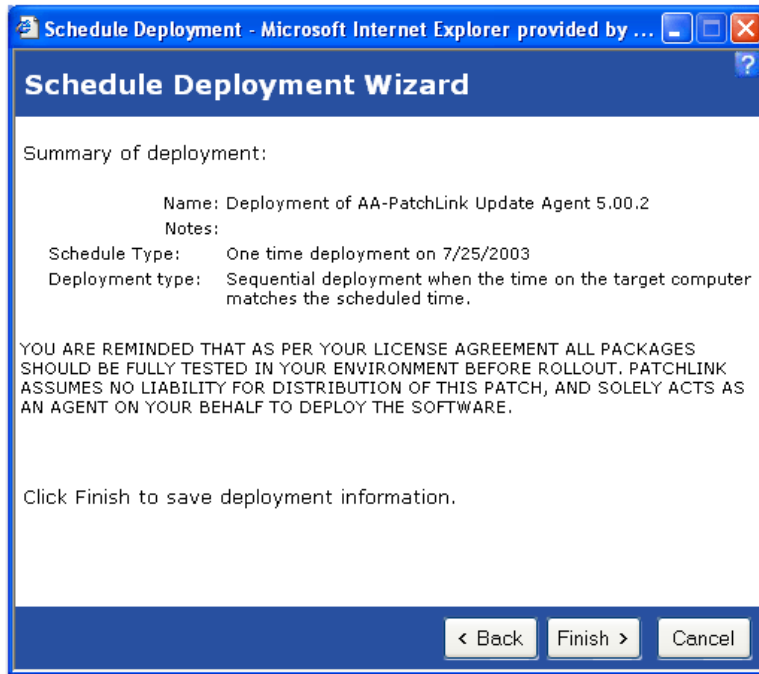 Schedule Deployment - Microsoft Internet Explorer provided by ...
?
Schedule Deployment Wizard
Summary of deployment:
Name: Deployment of AA-PatchLink Update Agent 5.00.2
Notes:
Schedule Type: One time deployment on 7/25/2003
Deployment type: Sequential deployment when the time on the target computer
matches the scheduled time.
YOU ARE REMINDED THAT AS PER YOUR LICENSE AGREEMENT ALL PACKAGES
SHOULD BE FULLY TESTED IN YOUR ENVIRONMENT BEFORE ROLLOUT. PATCHLINK
ASSUMES NO LIABILITY FOR DISTRIBUTION OF THIS PATCH, AND SOLELY ACTS AS
AN AGENT ON YOUR BEHALF TO DEPLOY THE SOFTWARE.
Click Finish to save deployment information.
< Back Finish > Cancel